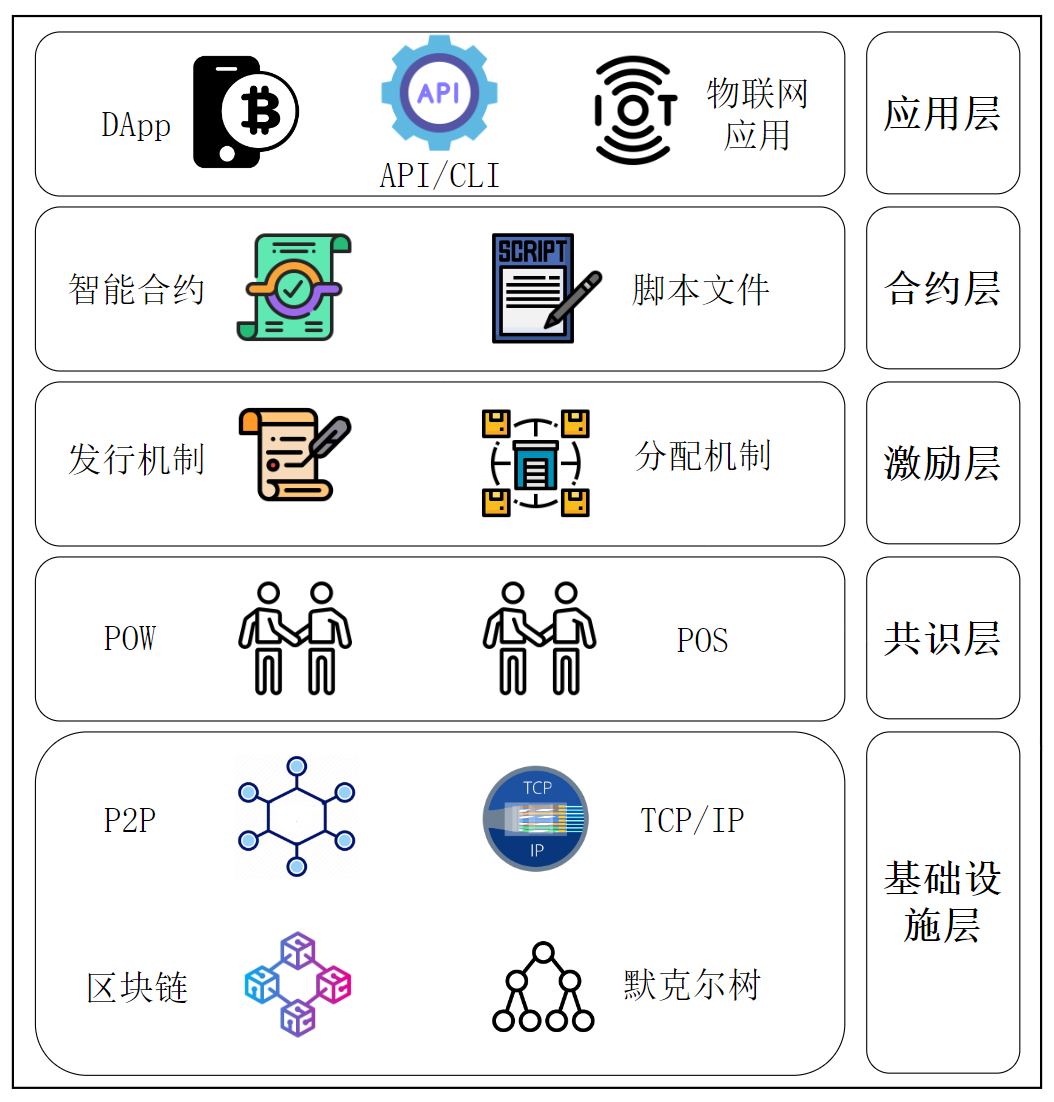 DApp
API
API/CLI
IOT
物联网
应用
应用层
智能合约
SCRIPT
脚本文件
合约层
发行机制
分配机制
激励层
POW
POS
共识层
P2P
TCP
IP
TCP/IP
区块链
默克尔树
基础设
施层